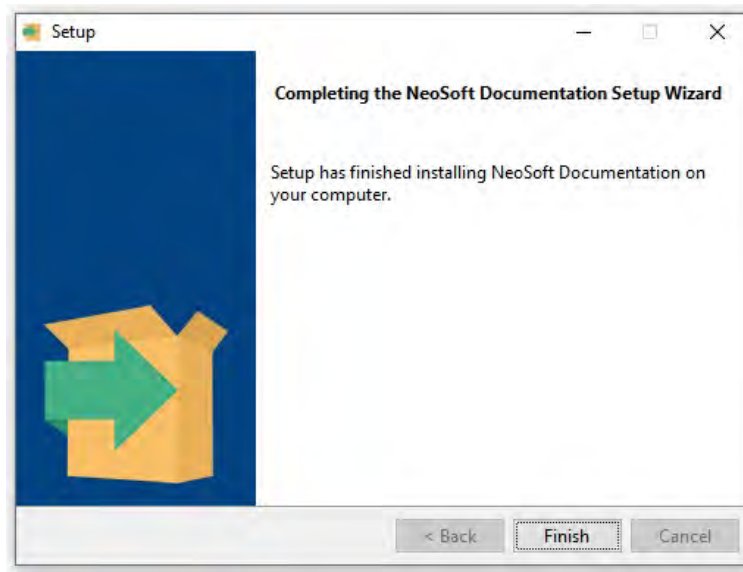 Setup
Completing the NeoSoft Documentation Setup Wizard
Setup has finished installing NeoSoft Documentation on
your computer.
< Back
Finish
Cancel